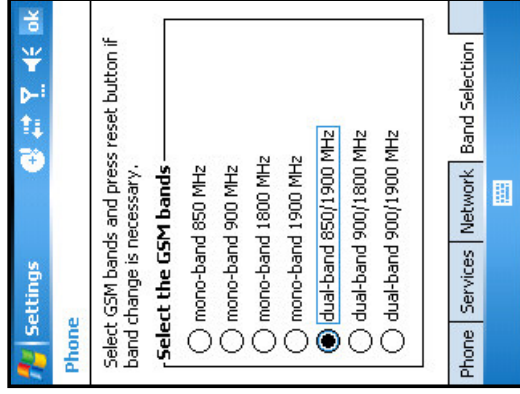 Settings ok
Phone
Select GSM bands and press reset button if
band change is necessary.
Select the GSM bands
mono-band 850 MHz
mono-band 900 MHz
mono-band 1800 MHz
mono-band 1900 MHz
dual-band 850/1900 MHz
dual-band 900/1800 MHz
dual-band 900/1900 MHz
Phone Services Network Band Selection